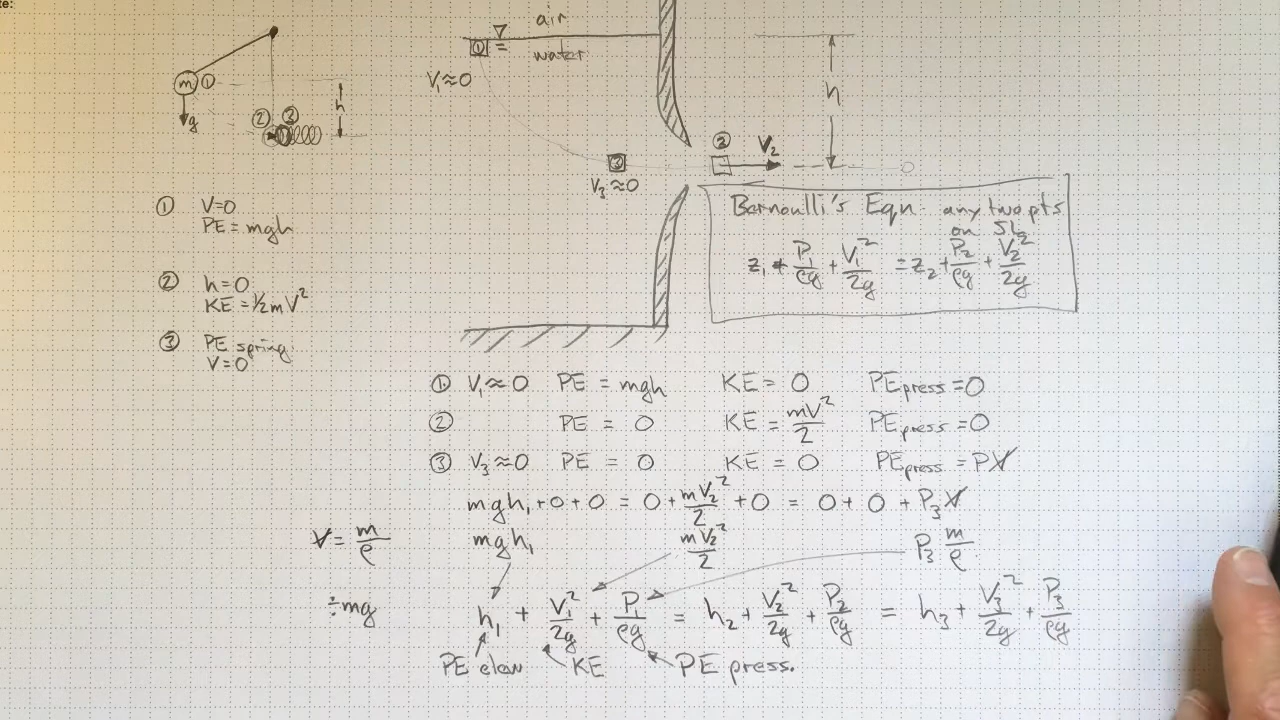 te:
air
① ▽ =
water
m ①
V₁≈0
h
h
② ③
g
② V₂
③
V₃≈0
① V=0
PE = mgh
Bernoulli's Eqn. any two pts
on SL
z₁ + P₁/ρg + V₁²/2g = z₂ + P₂/ρg + V₂²/2g
② h=0
KE = ½mV²
③ PE spring
V=0
① V₁≈0 PE = mgh KE = 0 PEpress = 0
② PE = 0 KE = mV²/2 PEpress = 0
③ V₃≈0 PE = 0 KE = 0 PEpress = PV̶
mgh₁ + 0 + 0 = 0 + mV₂²/2 + 0 = 0 + 0 + P₃V̶
V̶ = m/ρ mgh₁ mV₂²/2 P₃ m/ρ
÷mg h₁ + V₁²/2g + P₁/ρg = h₂ + V₂²/2g + P₂/ρg = h₃ + V₃²/2g + P₃/ρg
PE elev KE PE press.